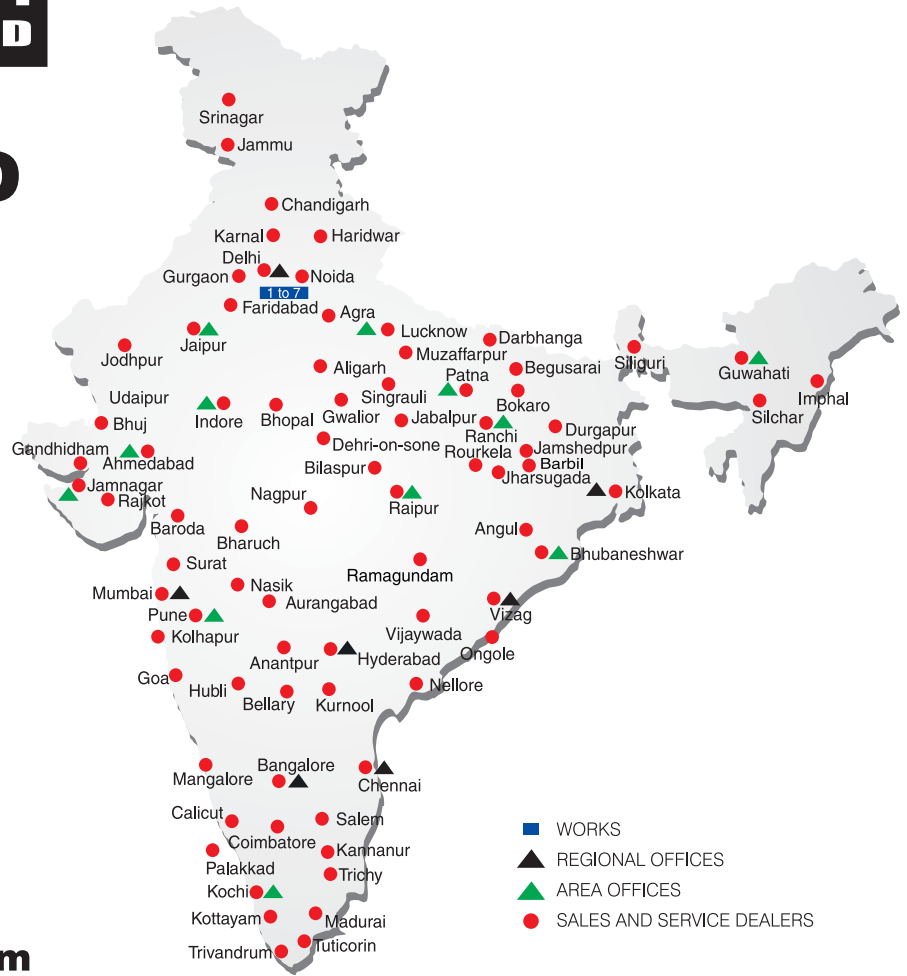 D
Srinagar
Jammu
Chandigarh
Karnal
Haridwar
Delhi
Gurgaon
Noida
1 to 7
Faridabad
Agra
Jaipur
Lucknow
Darbhanga
Jodhpur
Muzaffarpur
Siliguri
Guwahati
Aligarh
Patna
Begusarai
Udaipur
Singrauli
Bokaro
Imphal
Silchar
Indore
Bhopal
Gwalior
Jabalpur
Ranchi
Durgapur
Bhuj
Dehri-on-sone
Rourkela
Jamshedpur
Gandhidham
Ahmedabad
Bilaspur
Barbil
Jharsugada
Jamnagar
Rajkot
Nagpur
Raipur
Kolkata
Baroda
Bharuch
Angul
Bhubaneshwar
Surat
Ramagundam
Mumbai
Nasik
Aurangabad
Pune
Vizag
Kolhapur
Vijaywada
Ongole
Anantpur
Hyderabad
Goa
Hubli
Bellary
Kurnool
Nellore
Mangalore
Bangalore
Chennai
Calicut
Salem
Coimbatore
Kannanur
Palakkad
Trichy
Kochi
Kottayam
Madurai
Trivandrum
Tuticorin
WORKS
REGIONAL OFFICES
AREA OFFICES
SALES AND SERVICE DEALERS
m